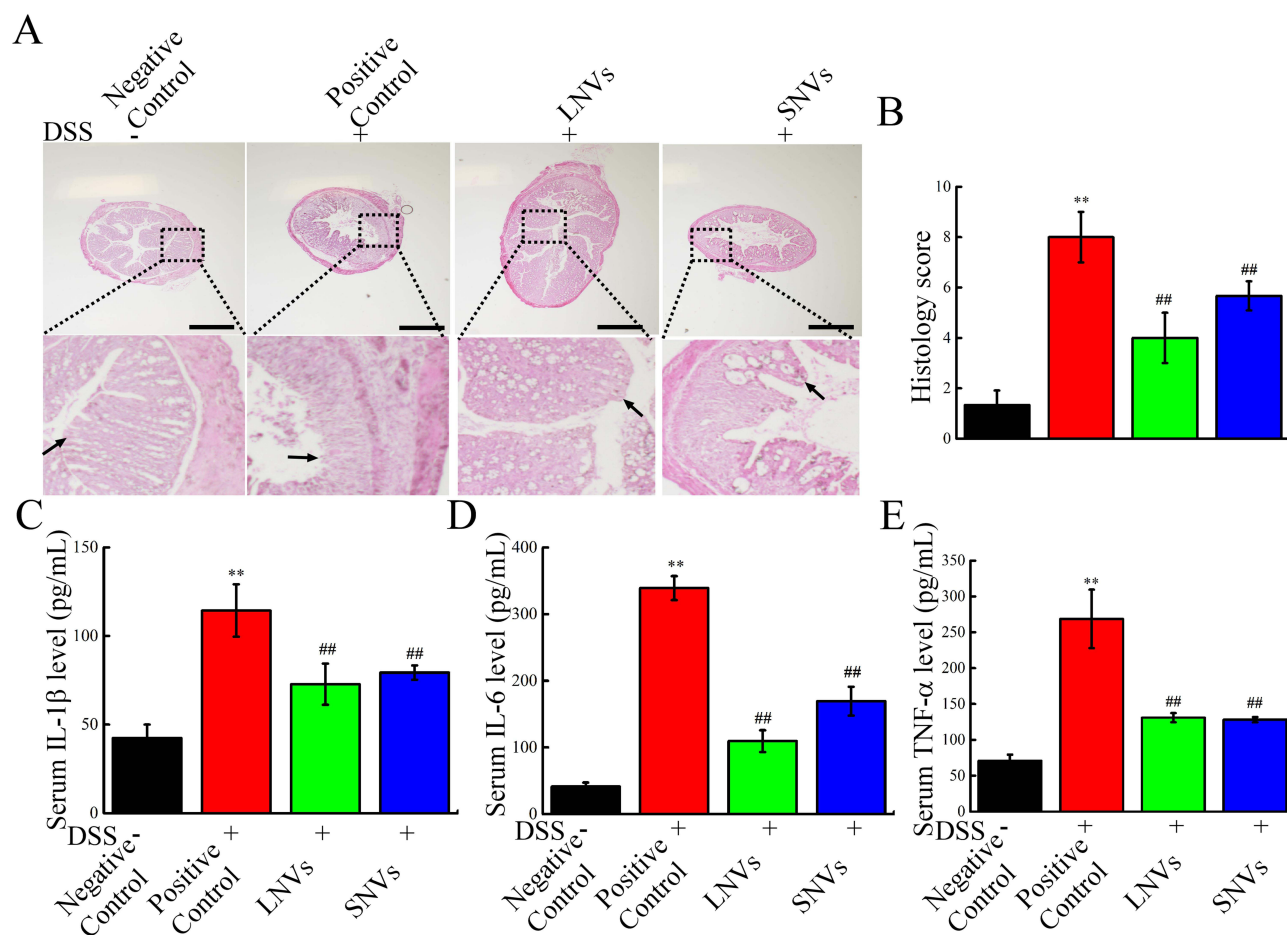 A
Negative
Control
Positive
Control
LNVs
SNVs
DSS - + + +
B
Histology score
10
8
6
4
2
0
**
##
##
C
Serum IL-1β level (pg/mL)
150
100
50
0
**
##
##
DSS - + + +
Negative
Control
Positive
Control
LNVs
SNVs
D
Serum IL-6 level (pg/mL)
400
300
200
100
0
**
##
##
DSS - + + +
Negative
Control
Positive
Control
LNVs
SNVs
E
Serum TNF-α level (pg/mL)
350
300
250
200
150
100
50
0
**
##
##
DSS - + + +
Negative
Control
Positive
Control
LNVs
SNVs